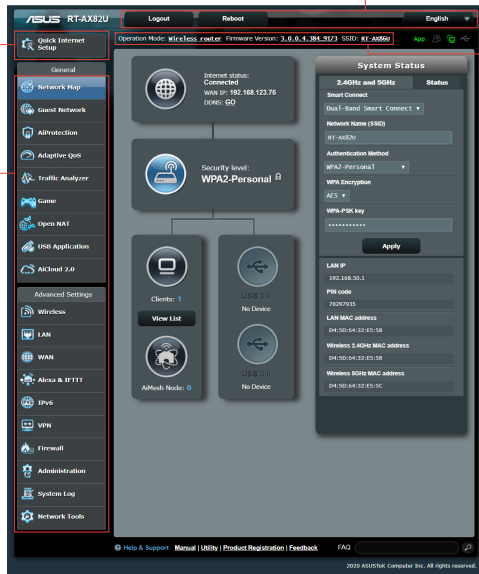 ASUS RT-AX82U
Logout
Reboot
English
Quick Internet
Setup
Operation Mode: Wireless router Firmware Version: 3.0.0.4.384_9173 SSID: RT-AX86U
App
General
Network Map
Guest Network
AiProtection
Adaptive QoS
Traffic Analyzer
Game
Open NAT
USB Application
AiCloud 2.0
Advanced Settings
Wireless
LAN
WAN
Alexa & IFTTT
IPv6
VPN
Firewall
Administration
System Log
Network Tools
Internet status:
Connected
WAN IP: 192.168.123.76
DDNS: GO
Security level:
WPA2-Personal
Clients: 1
View List
AiMesh Node: 0
USB 3.0
No Device
USB 3.0
No Device
System Status
2.4GHz and 5GHz
Status
Smart Connect
Dual-Band Smart Connect
Network Name (SSID)
RT-AX82U
Authentication Method
WPA2-Personal
WPA Encryption
AES
WPA-PSK key
Apply
LAN IP
192.168.50.1
PIN code
70297935
LAN MAC address
D4:5D:64:32:E5:58
Wireless 2.4GHz MAC address
D4:5D:64:32:E5:58
Wireless 5GHz MAC address
D4:5D:64:32:E5:5C
Help & Support Manual | Utility | Product Registration | Feedback
FAQ
2020 ASUSTeK Computer Inc. All rights reserved.